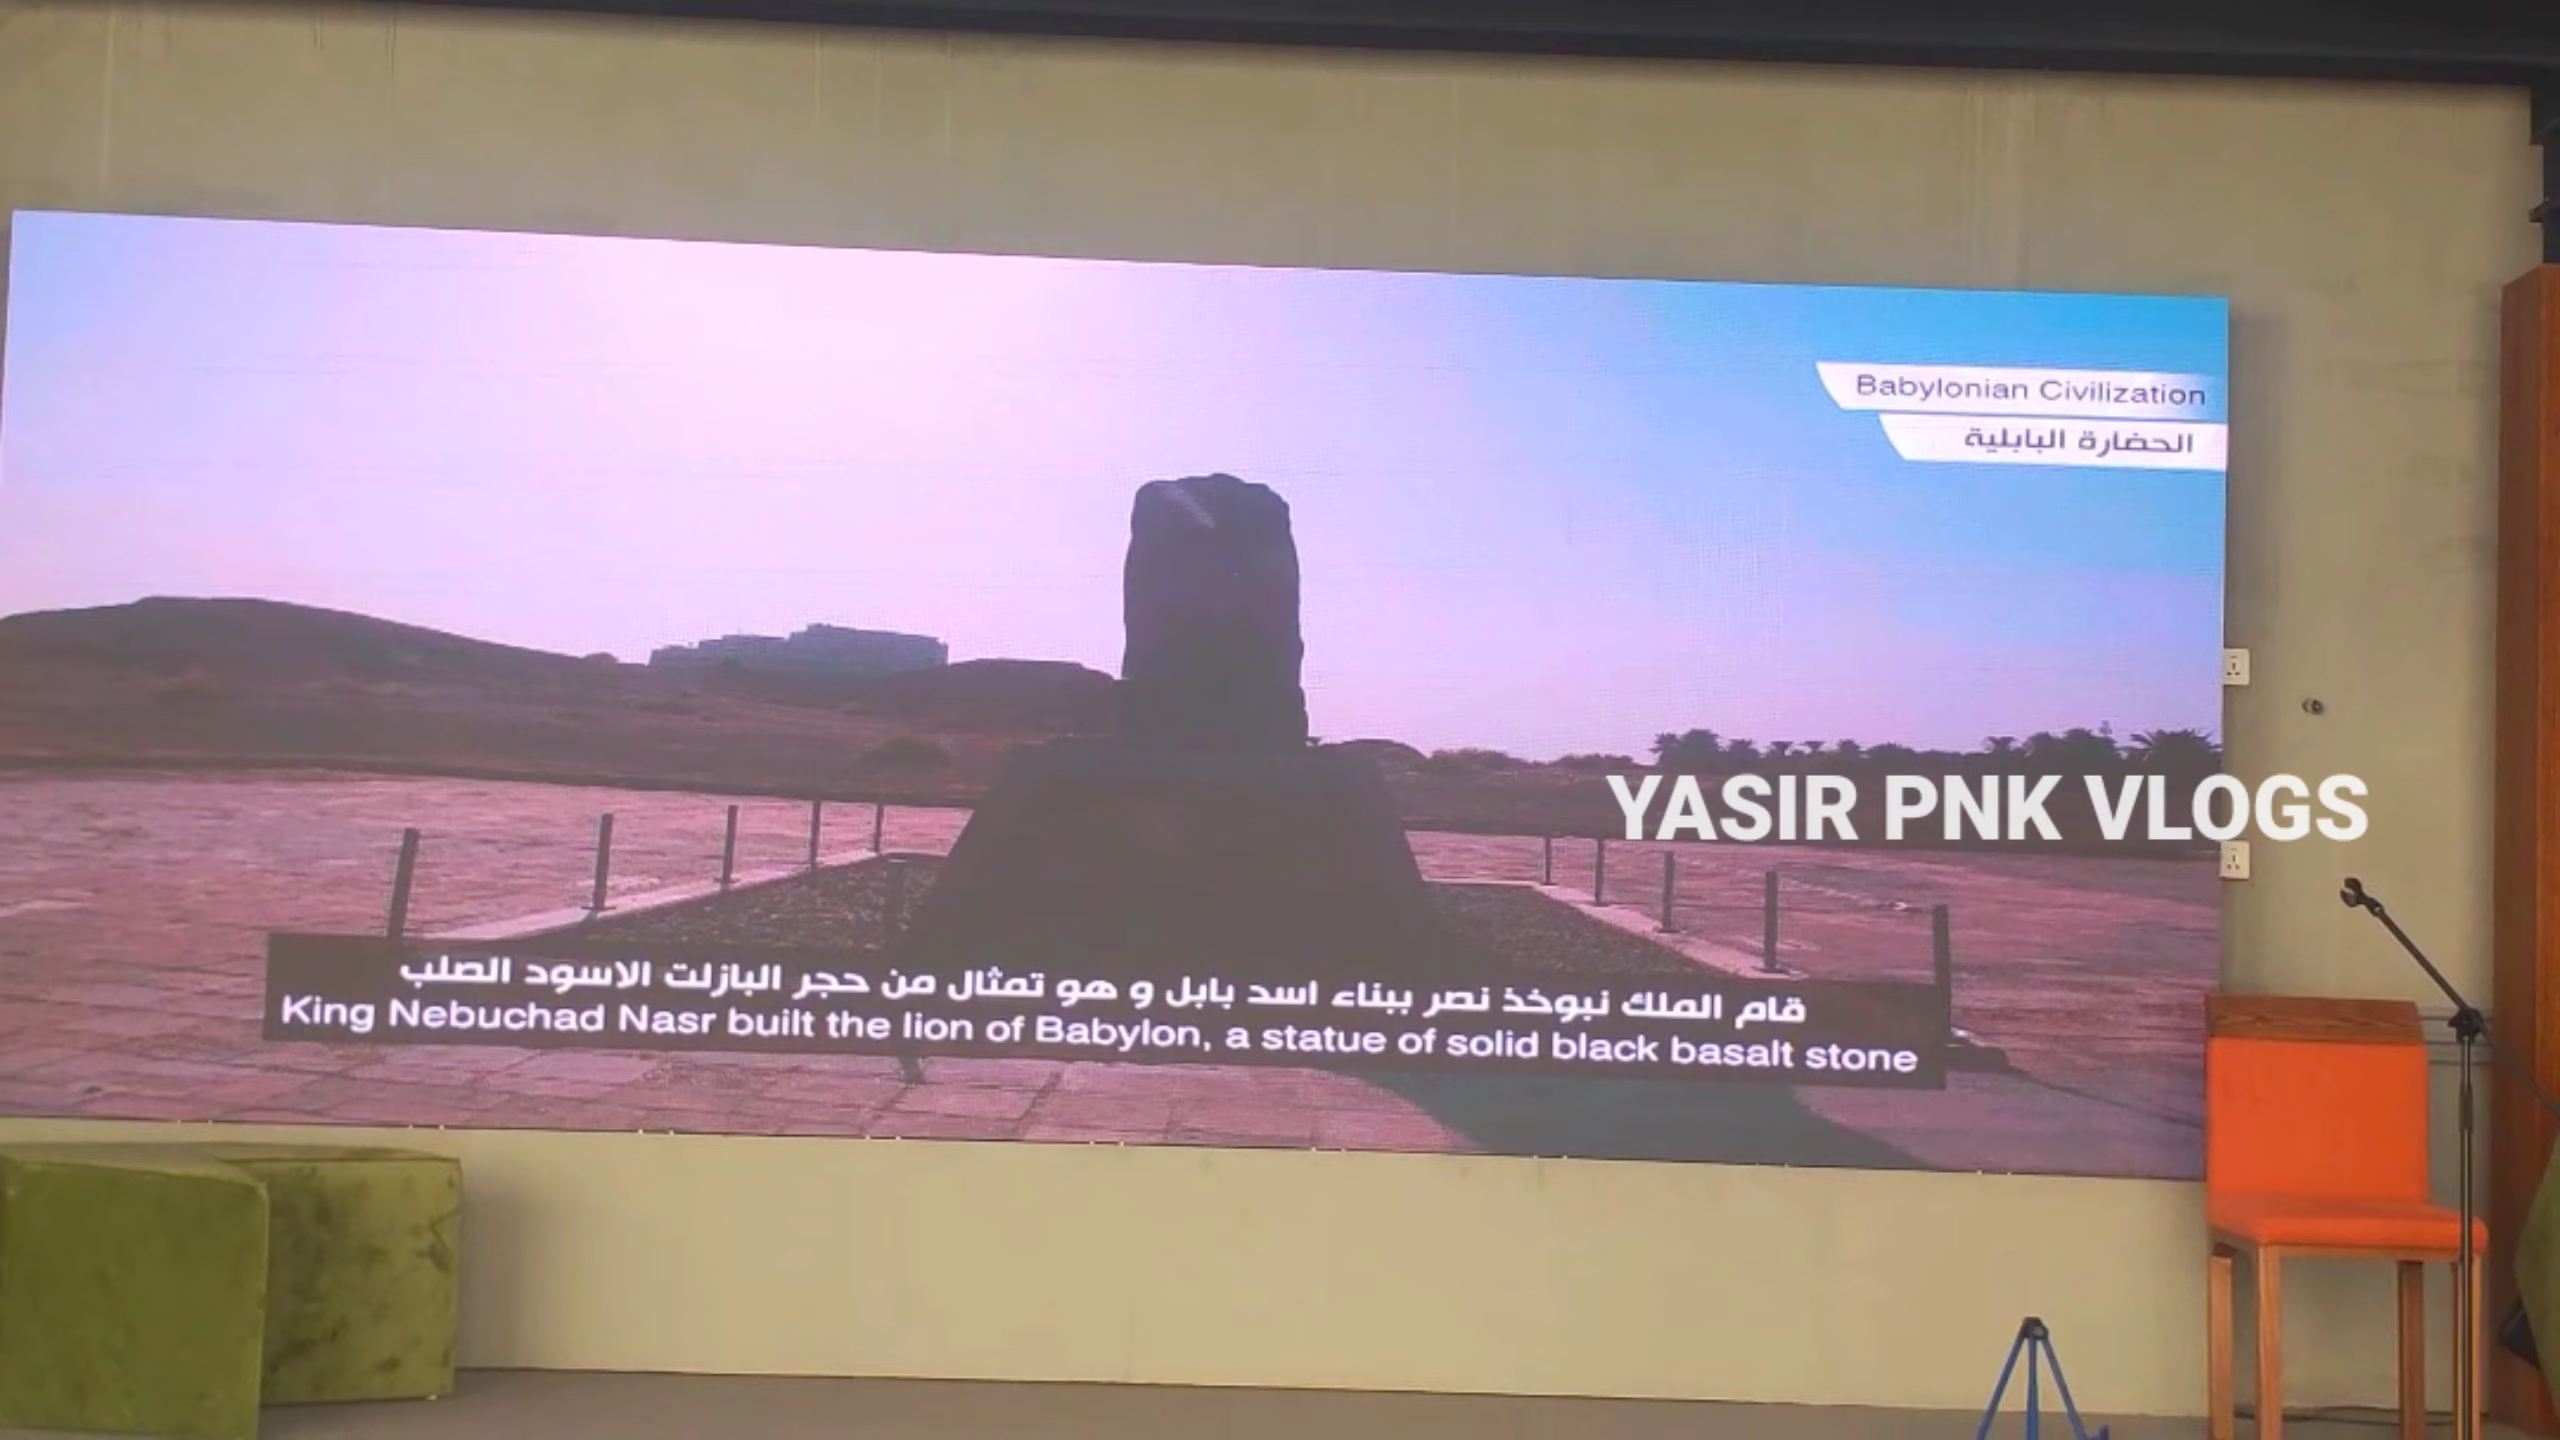 Babylonian Civilization
الحضارة البابلية
YASIR PNK VLOGS
قام الملك نبوخذ نصر ببناء اسد بابل و هو تمثال من حجر البازلت الاسود الصلب
King Nebuchad Nasr built the lion of Babylon, a statue of solid black basalt stone